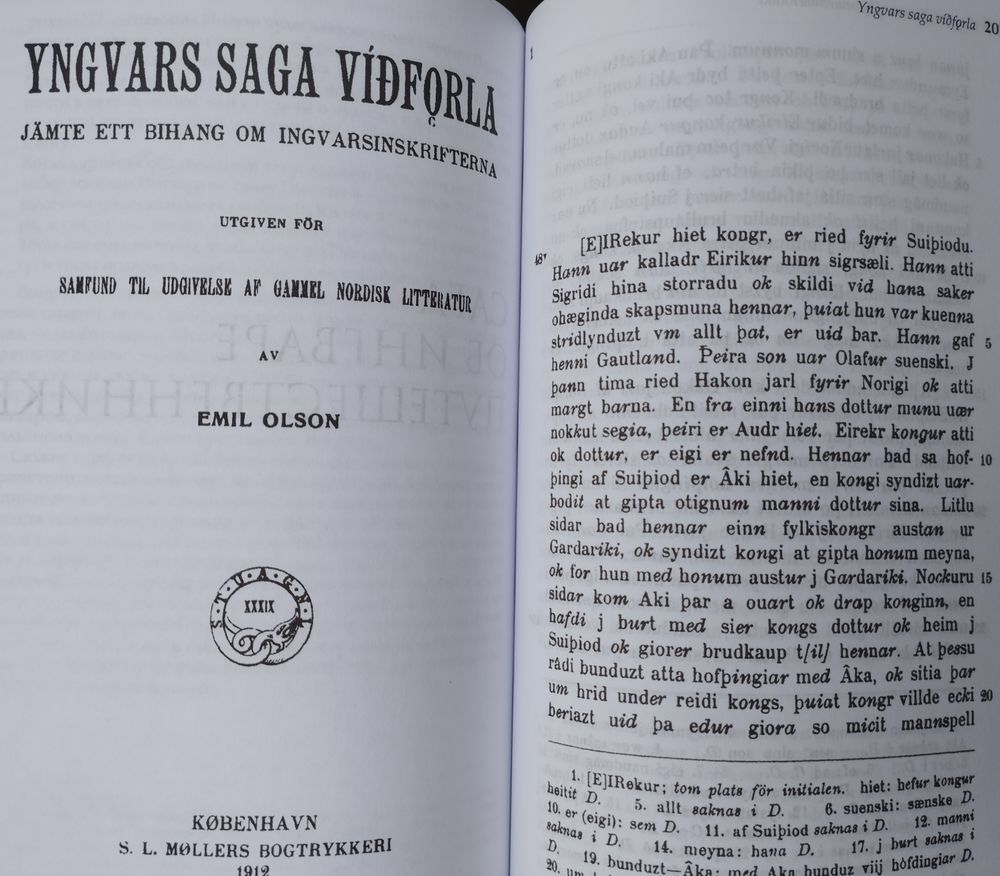 YNGVARS SAGA VÍÐFǪRLA
JÄMTE ETT BIHANG OM INGVARSINSKRIFTERNA
UTGIVEN FÖR
SAMFUND TIL UDGIVELSE AF GAMMEL NORDISK LITTERATUR
AV
EMIL OLSON
S·T·U·A·G·N·L
XXXIX
KØBENHAVN
S. L. MØLLERS BOGTRYKKERI
1912
Yngvars saga víðfǫrla 20
1
[E]IRekur hiet kongr, er ried fyrir Suiþiodu.
48ʳ Hann uar kalladr Eirikur hinn sigrsæli. Hann atti
Sigridi hina storradu ok skildi vid hana saker
ohæginda skapsmuna hennar, þuiat hun var kuenna
stridlynduzt vm allt þat, er uid bar. Hann gaf 5
henni Gautland. Þeira son uar Olafur suenski. J
þann tima ried Hakon jarl fyrir Norigi ok atti
margt barna. En fra einni hans dottur munu uær
nokkut segia, þeiri er Audr hiet. Eirekr kongur atti
ok dottur, er eigi er nefnd. Hennar bad sa hof- 10
þingi af Suiþiod er Âki hiet, en kongi syndizt uar-
bodit at gipta otignum manni dottur sina. Litlu
sidar bad hennar einn fylkiskongr austan ur
Gardariki, ok syndizt kongi at gipta honum meyna,
ok for hun med honum austur j Gardariki. Nockuru 15
sidar kom Aki þar a ouart ok drap konginn, en
hafdi j burt med sier kongs dottur ok heim j
Suiþiod ok giorer brudkaup t[il] hennar. At þessu
rádi bunduzt atta hofþingiar med Âka, ok sitia þar
um hrid under reidi kongs, þuiat kongr villde ecki 20
beriazt uid þa edur giora so micit mannspell
1. [E]IRekur; tom plats för initialen. hiet: hefur kongur
heitit D. 5. allt saknas i D. 6. suenski: sænske D.
10. er (eigi): sem D. 11. af Suiþiod saknas i D. 12. manni
saknas i D. 14. meyna: hana D. 17. j burt saknas i
D. 19. bunduzt—Âka: med Aka bunduz viij höfdingiar D.
20. um